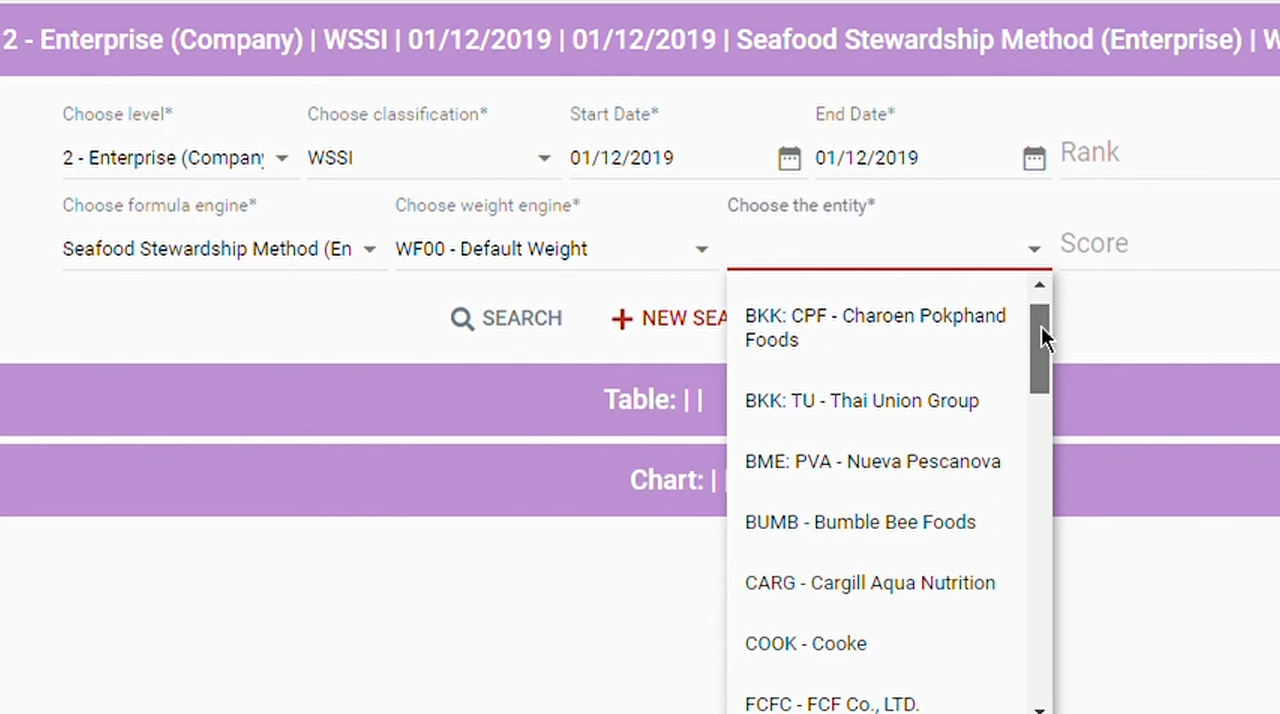 2 - Enterprise (Company) | WSSI | 01/12/2019 | 01/12/2019 | Seafood Stewardship Method (Enterprise) | W
Choose level* Choose classification* Start Date* End Date*
2 - Enterprise (Compan WSSI 01/12/2019 01/12/2019 Rank
Choose formula engine* Choose weight engine* Choose the entity*
Seafood Stewardship Method (En WF00 - Default Weight Score
SEARCH + NEW SEA
BKK: CPF - Charoen Pokphand
Foods
Table: | |
BKK: TU - Thai Union Group
BME: PVA - Nueva Pescanova
Chart: | |
BUMB - Bumble Bee Foods
CARG - Cargill Aqua Nutrition
COOK - Cooke
FCFC - FCF Co., LTD.